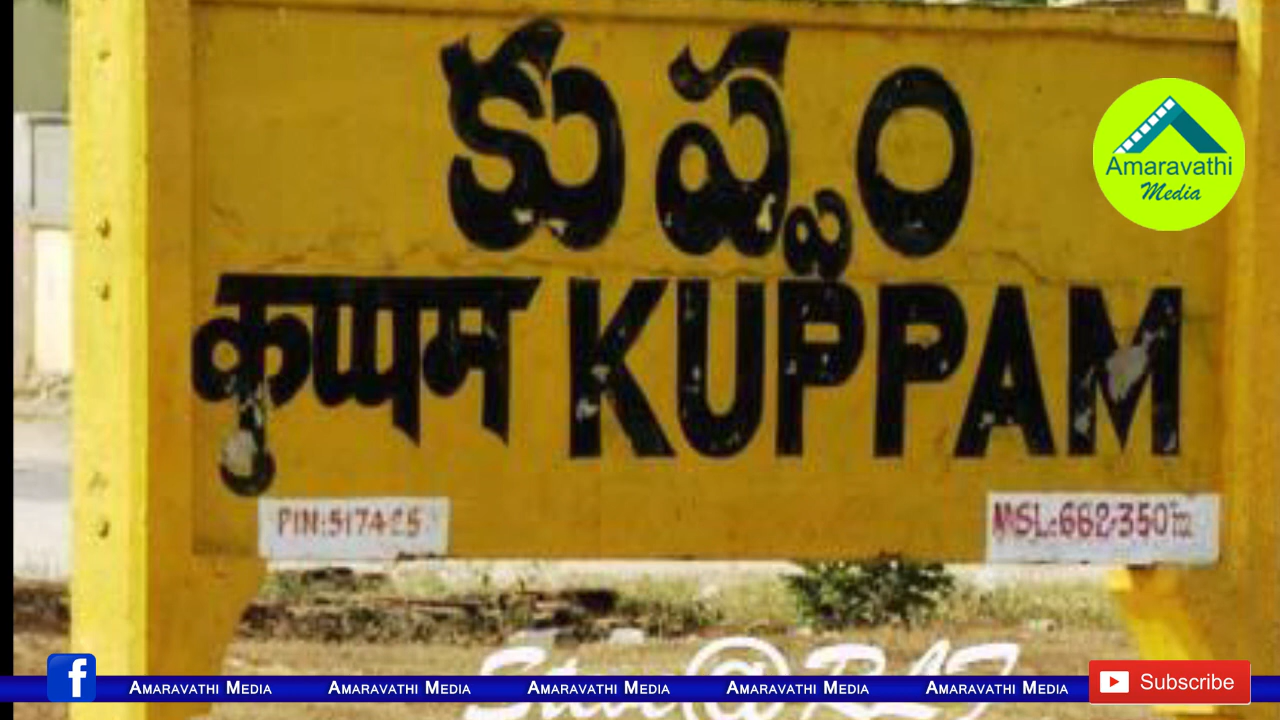 కుప్పం
कुप्पम KUPPAM
PIN:517425
MSL:662.350m
Amaravathi
Media
AMARAVATHI MEDIA AMARAVATHI MEDIA AMARAVATHI MEDIA AMARAVATHI MEDIA AMARAVATHI MEDIA
Subscribe